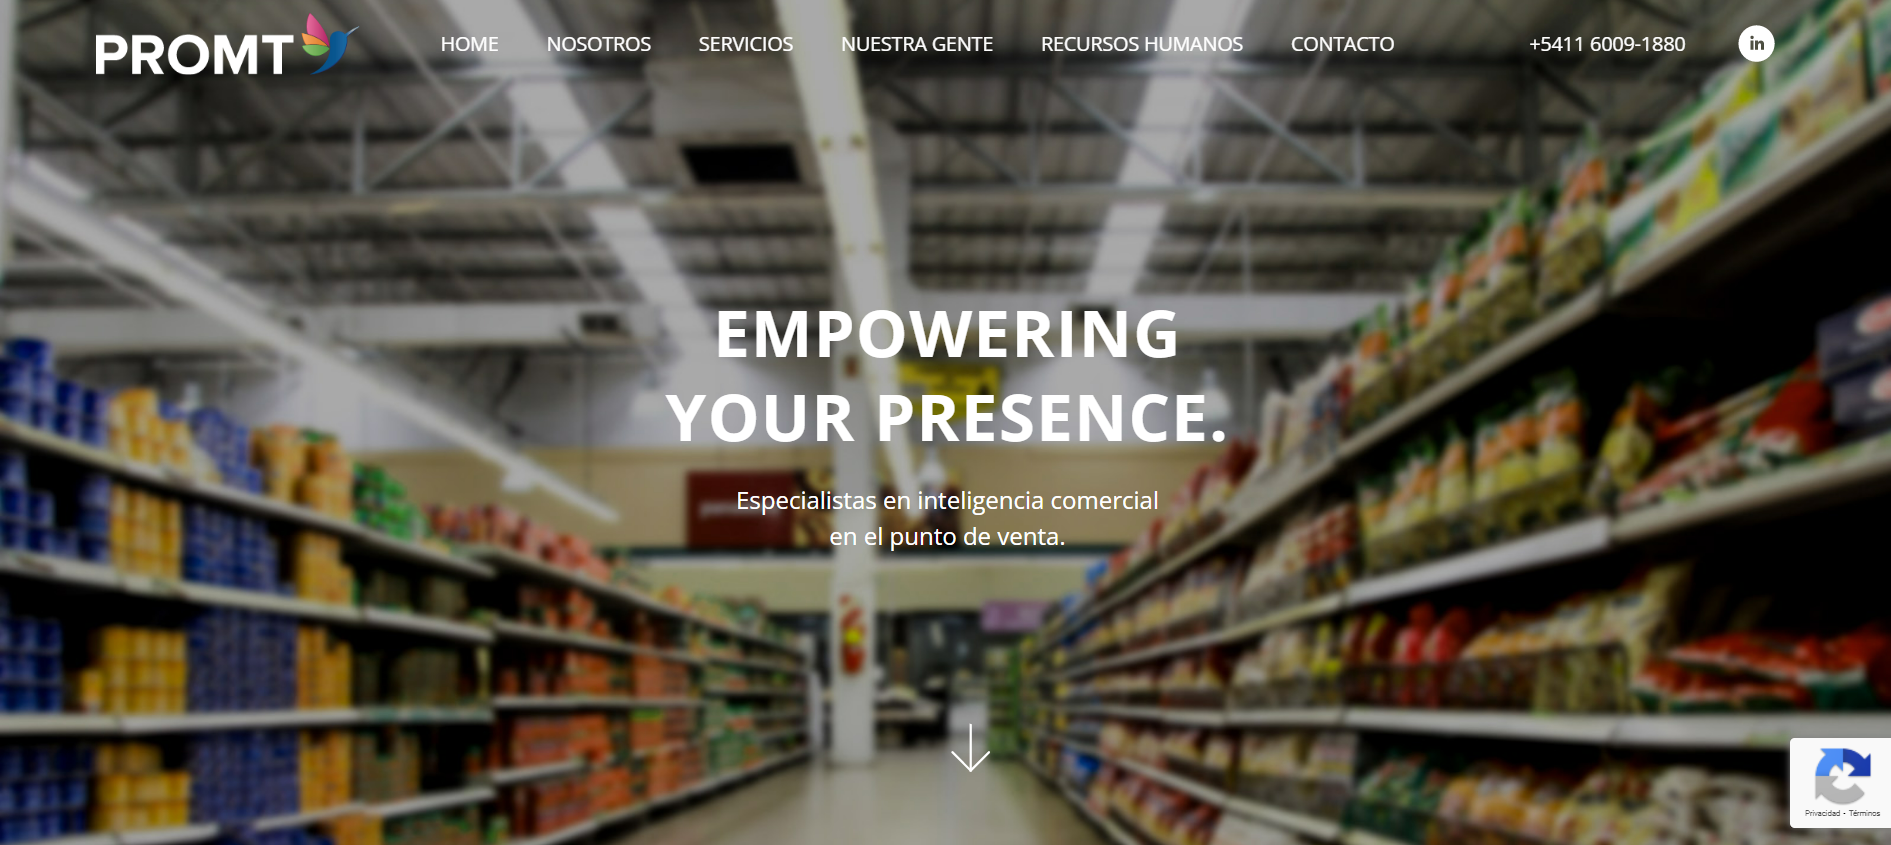 PROMT
HOME NOSOTROS SERVICIOS NUESTRA GENTE RECURSOS HUMANOS CONTACTO +5411 6009-1880 in
EMPOWERING
YOUR PRESENCE.
Especialistas en inteligencia comercial
en el punto de venta.
Privacidad - Términos